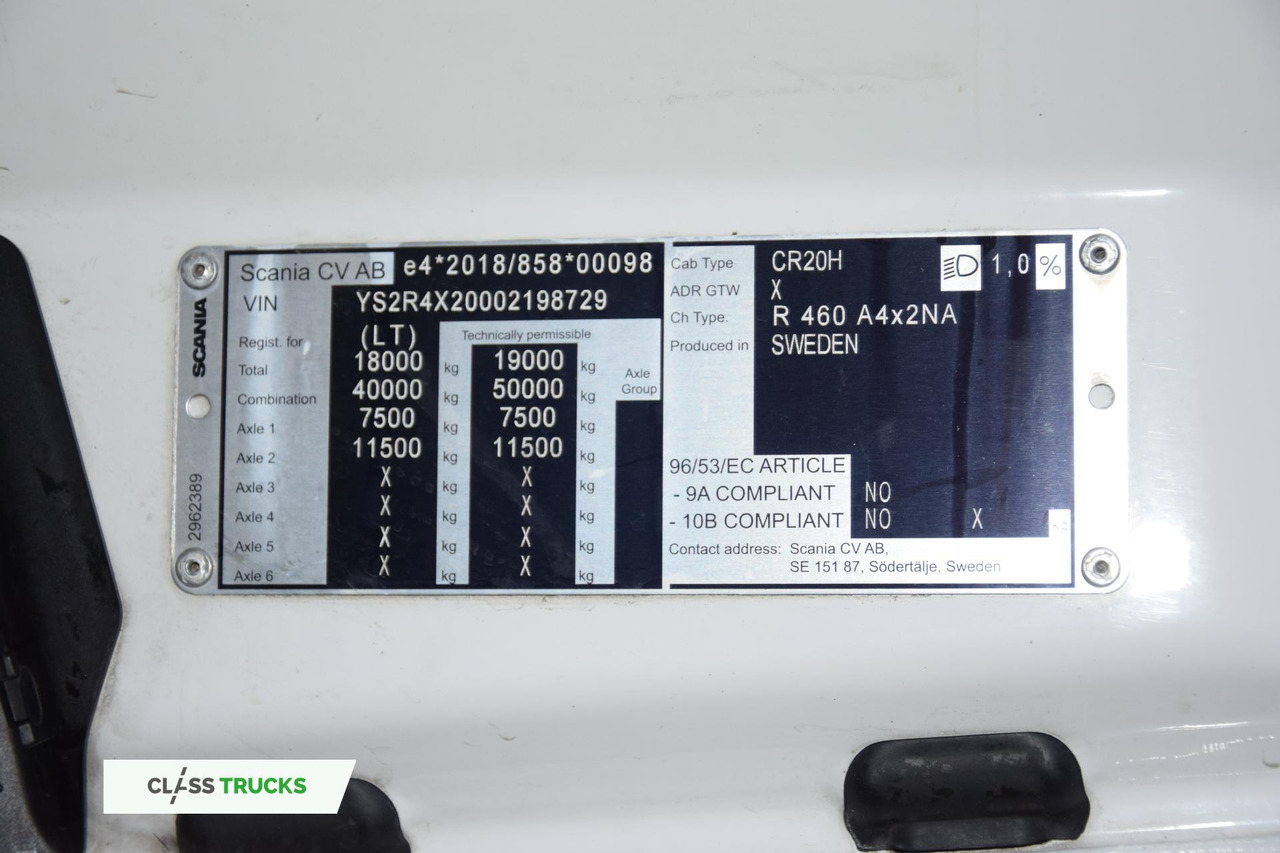 SCANIA
2962389
Scania CV AB e4*2018/858*00098
VIN YS2R4X20002198729
Regist. for (LT) Technically permissible
Total 18000 kg 19000 kg Axle Group
Combination 40000 kg 50000 kg
Axle 1 7500 kg 7500 kg
Axle 2 11500 kg 11500 kg
Axle 3 X kg X kg
Axle 4 X kg X kg
Axle 5 X kg X kg
Axle 6 X kg X kg
Cab Type CR20H 1,0 %
ADR GTW X
Ch Type. R 460 A4x2NA
Produced in SWEDEN
96/53/EC ARTICLE
- 9A COMPLIANT NO
- 10B COMPLIANT NO X kg
Contact address: Scania CV AB,
SE 151 87, Södertälje, Sweden
CLASS TRUCKS